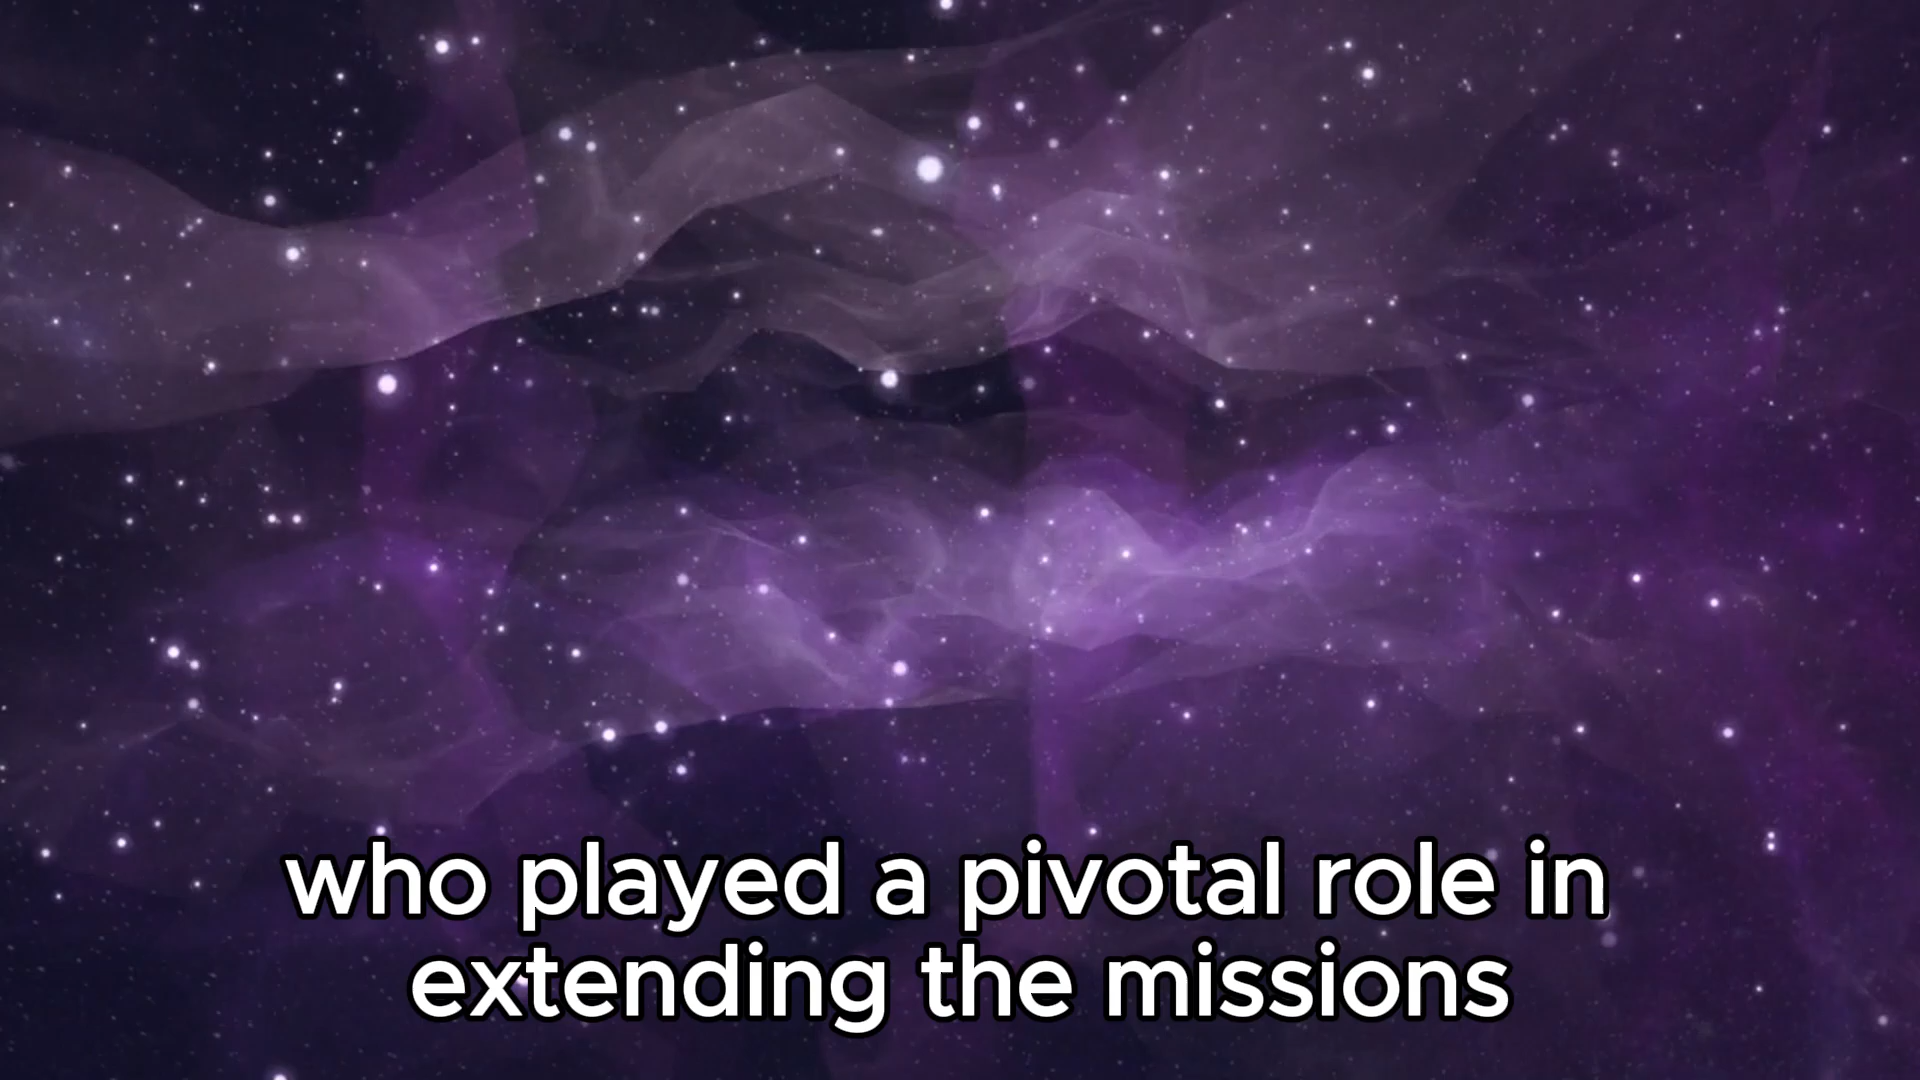 who played a pivotal role in
extending the missions